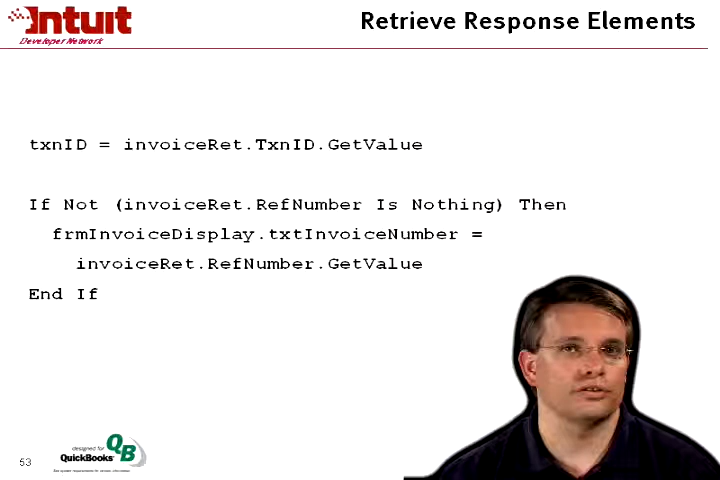 Intuit
Developer Network
Retrieve Response Elements
txnID = invoiceRet.TxnID.GetValue
If Not (invoiceRet.RefNumber Is Nothing) Then
frmInvoiceDisplay.txtInvoiceNumber =
invoiceRet.RefNumber.GetValue
End If
53
designed for
QuickBooks
QB